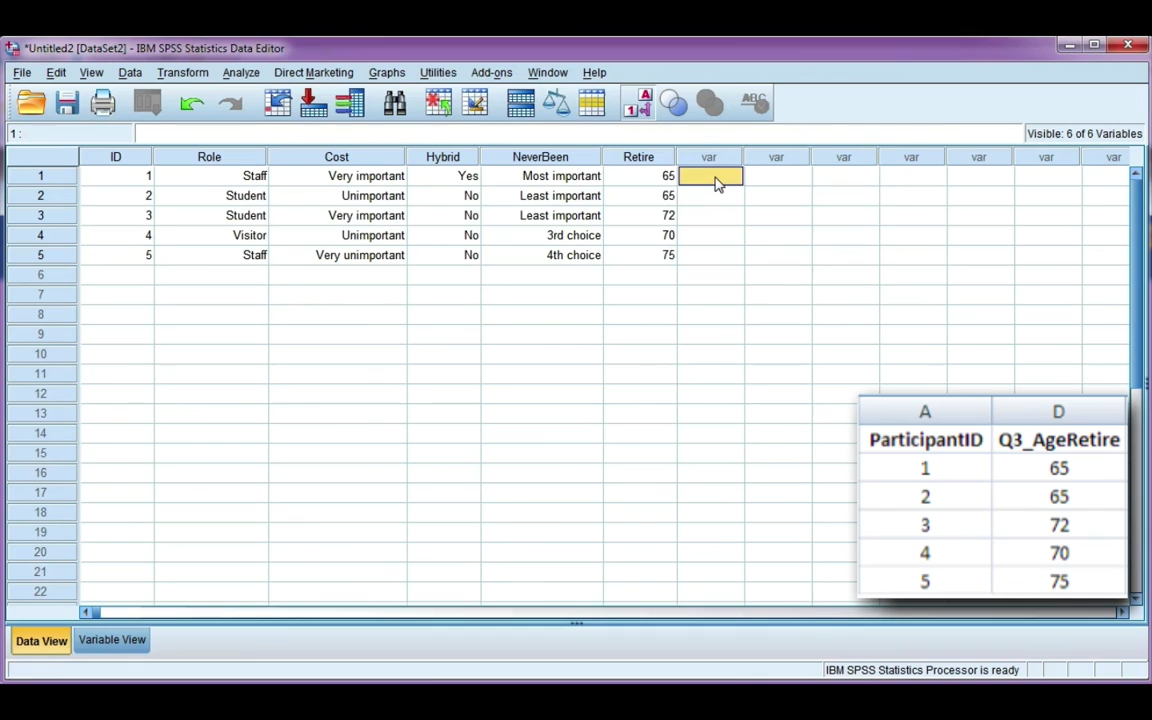 *Untitled2 [DataSet2] - IBM SPSS Statistics Data Editor
File Edit View Data Transform Analyze Direct Marketing Graphs Utilities Add-ons Window Help
1 :
Visible: 6 of 6 Variables
ID Role Cost Hybrid NeverBeen Retire var var var var var var var
1 1 Staff Very important Yes Most important 65
2 2 Student Unimportant No Least important 65
3 3 Student Very important No Least important 72
4 4 Visitor Unimportant No 3rd choice 70
5 5 Staff Very unimportant No 4th choice 75
6
7
8
9
10
11
12
13
14
15
16
17
18
19
20
21
22
A D
ParticipantID Q3_AgeRetire
1 65
2 65
3 72
4 70
5 75
Data View Variable View
IBM SPSS Statistics Processor is ready